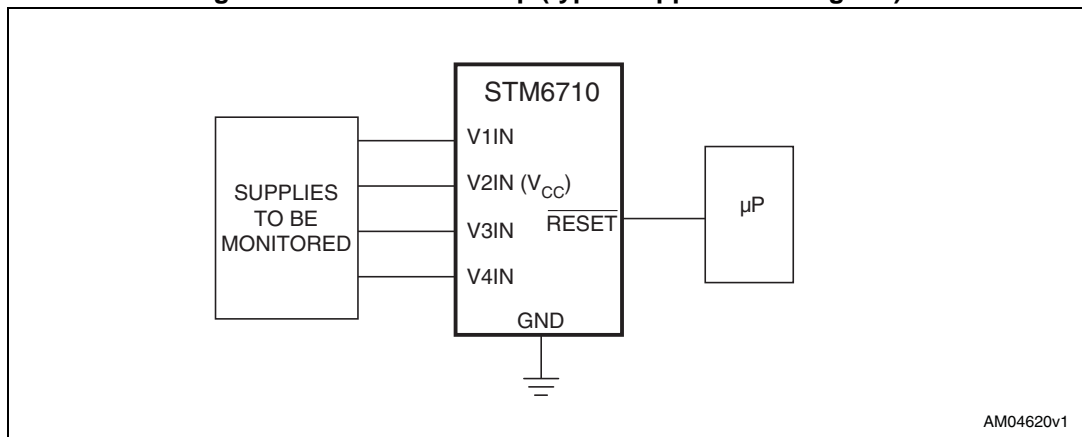 STM6710
V1IN
V2IN (VCC)
V3IN
V4IN
RESET
GND
SUPPLIES
TO BE
MONITORED
µP
AM04620v1